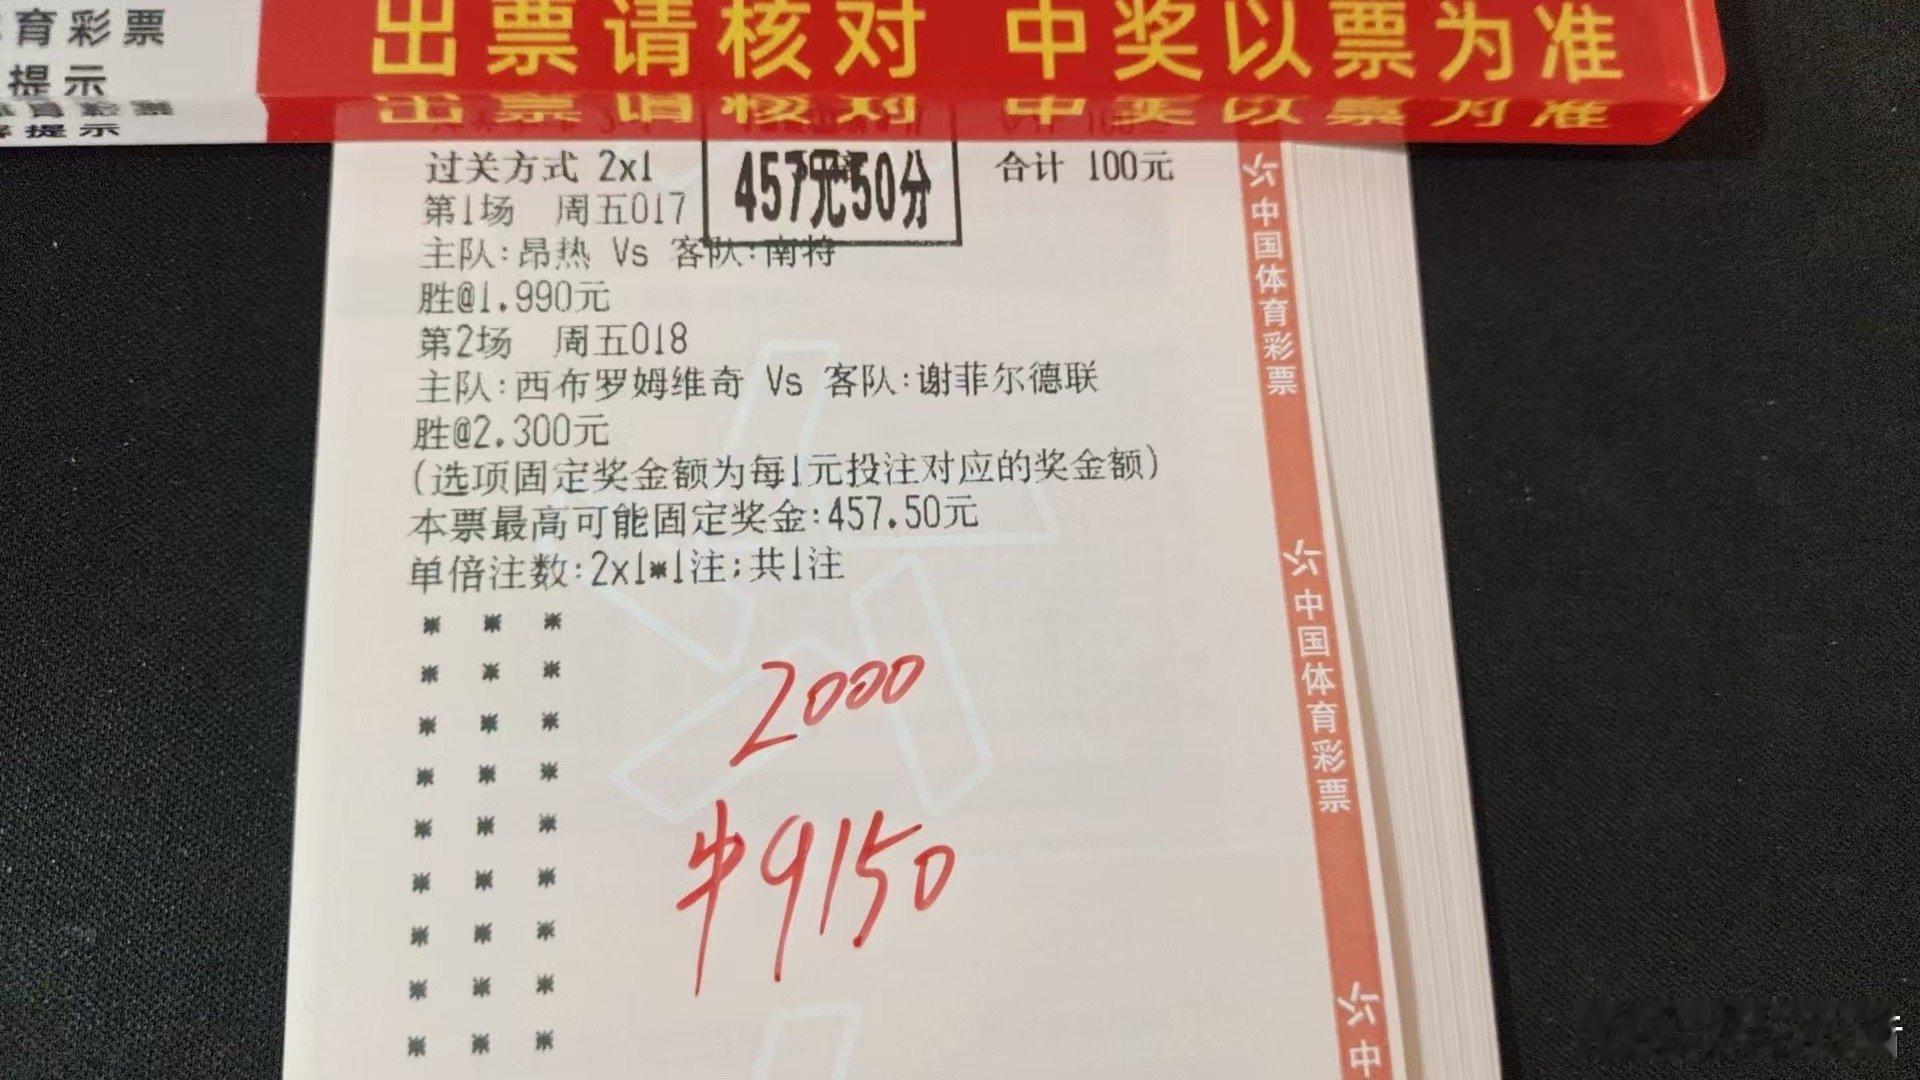 育彩票
提示
出票请核对 中奖以票为准
过关方式 2x1
457元50分
合计 100元
第1场 周五017
主队:昂热 Vs 客队:南特
胜@1.990元
第2场 周五018
主队:西布罗姆维奇 Vs 客队:谢菲尔德联
胜@2.300元
(选项固定奖金额为每1元投注对应的奖金额)
本票最高可能固定奖金:457.50元
单倍注数:2x1*1注;共1注
2000
中9150
中国体育彩票
中国体育彩票
中